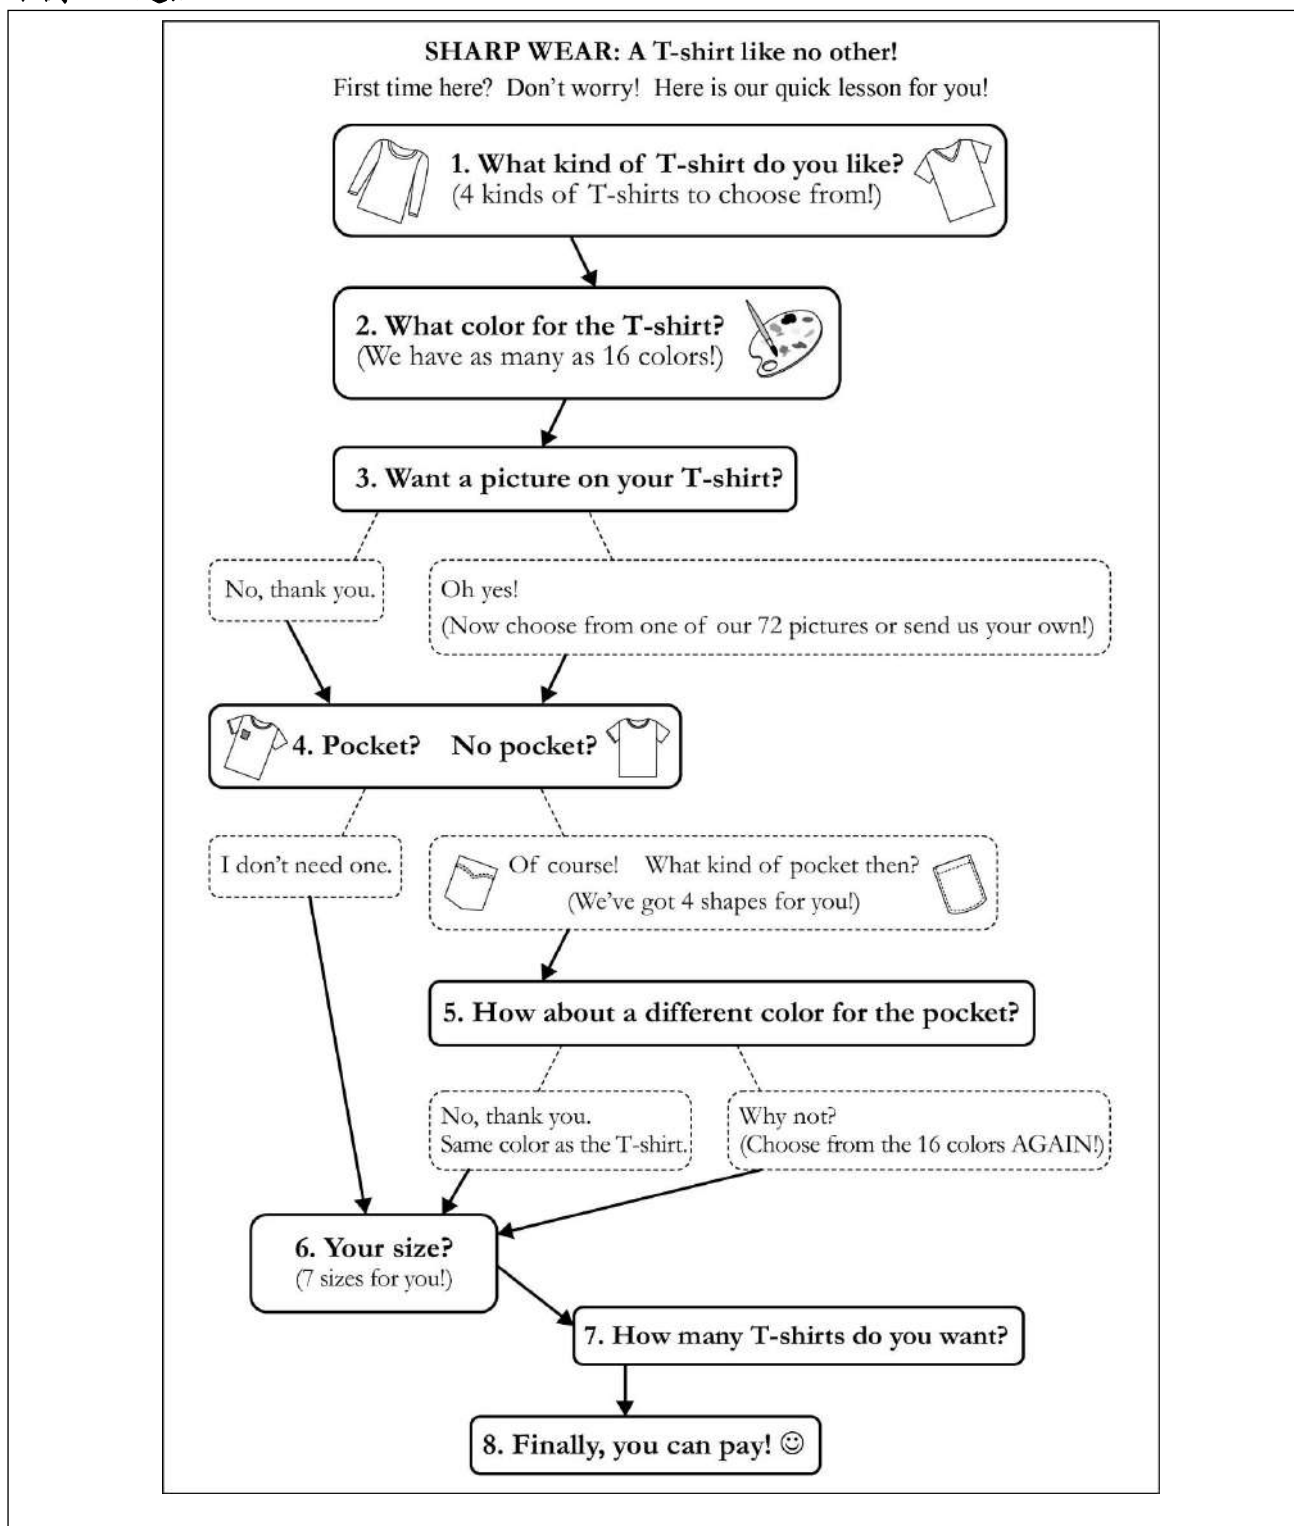 SHARP WEAR: A T-shirt like no other!
First time here? Don't worry! Here is our quick lesson for you!
1. What kind of T-shirt do you like?
(4 kinds of T-shirts to choose from!)
2. What color for the T-shirt?
(We have as many as 16 colors!)
3. Want a picture on your T-shirt?
No, thank you.
Oh yes!
(Now choose from one of our 72 pictures or send us your own!)
4. Pocket? No pocket?
I don't need one.
Of course! What kind of pocket then?
(We've got 4 shapes for you!)
5. How about a different color for the pocket?
No, thank you.
Same color as the T-shirt.
Why not?
(Choose from the 16 colors AGAIN!)
6. Your size?
(7 sizes for you!)
7. How many T-shirts do you want?
8. Finally, you can pay! ☺